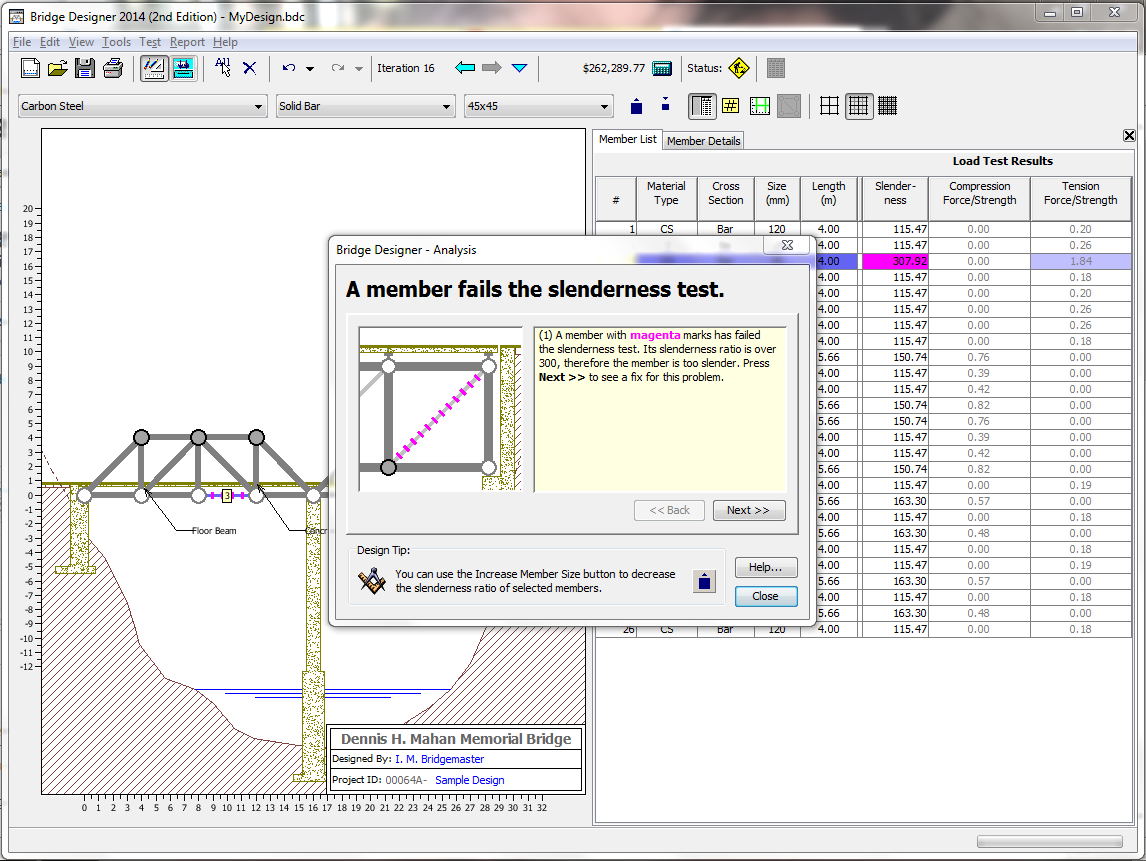 Bridge Designer 2014 (2nd Edition) - MyDesign.bdc
File Edit View Tools Test Report Help
Iteration 16 $262,289.77 Status:
Carbon Steel Solid Bar 45x45
Member List Member Details
Load Test Results
# Material Type Cross Section Size (mm) Length (m) Slender-ness Compression Force/Strength Tension Force/Strength
1 CS Bar 120 4.00 115.47 0.00 0.20
4.00 115.47 0.00 0.26
4.00 307.92 0.00 1.84
4.00 115.47 0.00 0.18
4.00 115.47 0.00 0.20
4.00 115.47 0.00 0.26
4.00 115.47 0.00 0.26
4.00 115.47 0.00 0.18
5.66 150.74 0.76 0.00
4.00 115.47 0.39 0.00
4.00 115.47 0.42 0.00
5.66 150.74 0.82 0.00
5.66 150.74 0.76 0.00
4.00 115.47 0.39 0.00
4.00 115.47 0.42 0.00
5.66 150.74 0.82 0.00
4.00 115.47 0.00 0.19
5.66 163.30 0.57 0.00
4.00 115.47 0.00 0.18
5.66 163.30 0.48 0.00
4.00 115.47 0.00 0.18
4.00 115.47 0.00 0.19
5.66 163.30 0.57 0.00
4.00 115.47 0.00 0.18
5.66 163.30 0.48 0.00
26 CS Bar 120 4.00 115.47 0.00 0.18
Bridge Designer - Analysis
A member fails the slenderness test.
(1) A member with magenta marks has failed
the slenderness test. Its slenderness ratio is over
300, therefore the member is too slender. Press
Next >> to see a fix for this problem.
<< Back Next >>
Design Tip:
You can use the Increase Member Size button to decrease
the slenderness ratio of selected members.
Help...
Close
20
19
18
17
16
15
14
13
12
11
10
9
8
7
6
5
4
3
2
1
0
-1
-2
-3
-4
-5
-6
-7
-8
-9
-10
-11
-12
3
Floor Beam
Dennis H. Mahan Memorial Bridge
Designed By: I. M. Bridgemaster
Project ID: 00064A- Sample Design
0 1 2 3 4 5 6 7 8 9 10 11 12 13 14 15 16 17 18 19 20 21 22 23 24 25 26 27 28 29 30 31 32